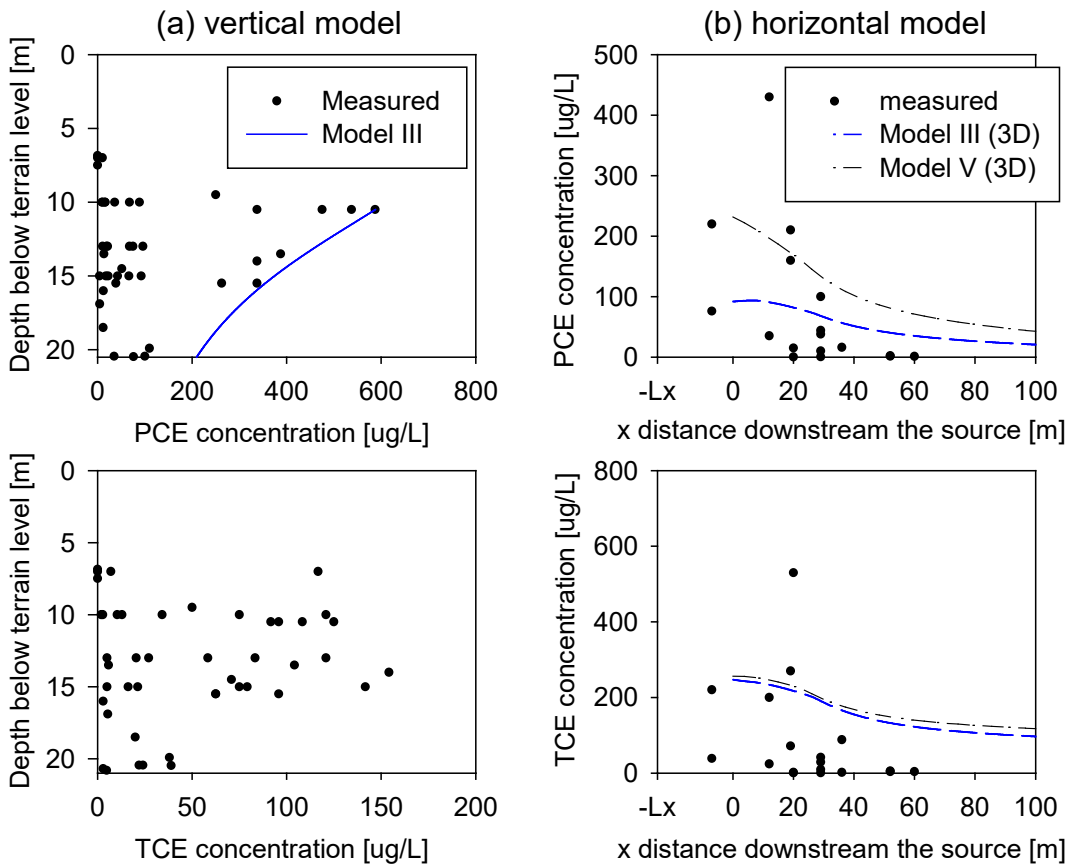 (a) vertical model
Depth below terrain level [m]
0
5
10
15
20
Measured
Model III
0 200 400 600 800
PCE concentration [ug/L]
(b) horizontal model
PCE concentration [ug/L]
500
400
300
200
100
0
measured
Model III (3D)
Model V (3D)
-Lx 0 20 40 60 80 100
x distance downstream the source [m]
Depth below terrain level [m]
0
5
10
15
20
0 50 100 150 200
TCE concentration [ug/L]
TCE concentration [ug/L]
800
600
400
200
0
-Lx 0 20 40 60 80 100
x distance downstream the source [m]